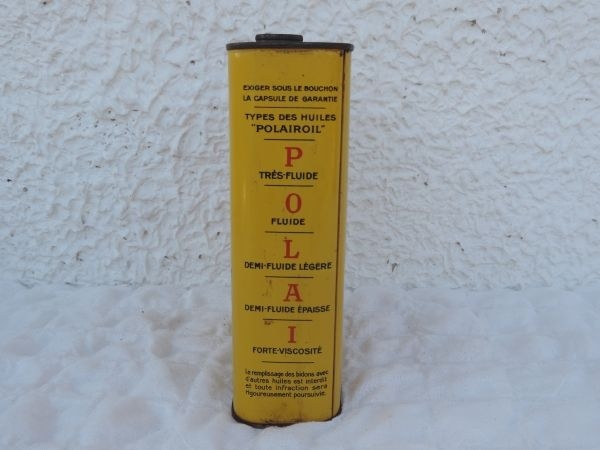 EXIGER SOUS LE BOUCHON
LA CAPSULE DE GARANTIE
TYPES DES HUILES
"POLAIROIL"
P
TRÉS-FLUIDE
O
FLUIDE
L
DEMI-FLUIDE LÉGÈRE
A
DEMI-FLUIDE ÉPAISSE
I
FORTE-VISCOSITÉ
Le remplissage des bidons avec
d'autres huiles est interdit
et toute infraction sera
rigoureusement poursuivie.